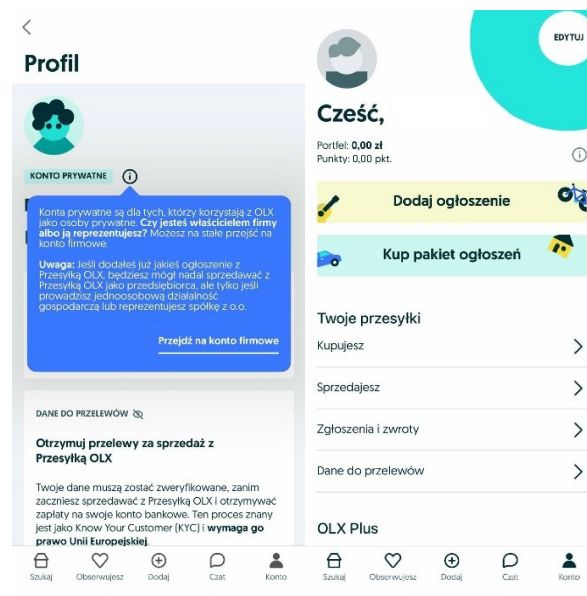 Profil
KONTO PRYWATNE
Konta prywatne są dla tych, którzy korzystają z OLX
jako osoby prywatne. Czy jesteś właścicielem firmy
albo ją reprezentujesz? Możesz na stałe przejść na
konto firmowe.
Uwaga: Jeśli dodałeś już jakieś ogłoszenie z
Przesyłką OLX, będziesz mógł nadal sprzedawać z
Przesyłką OLX jako przedsiębiorca, ale tylko jeśli
prowadzisz jednoosobową działalność
gospodarczą lub reprezentujesz spółkę z o.o.
Przejdź na konto firmowe
DANE DO PRZELEWÓW
Otrzymuj przelewy za sprzedaż z
Przesyłką OLX
Twoje dane muszą zostać zweryfikowane, zanim
zaczniesz sprzedawać z Przesyłką OLX i otrzymywać
zapłaty na swoje konto bankowe. Ten proces znany
jest jako Know Your Customer (KYC) i wymaga go
prawo Unii Europejskiej.
Szukaj Obserwujesz Dodaj Czat Konto
EDYTUJ
Cześć,
Portfel: 0,00 zł
Punkty: 0,00 pkt.
Dodaj ogłoszenie
Kup pakiet ogłoszeń
Twoje przesyłki
Kupujesz
Sprzedajesz
Zgłoszenia i zwroty
Dane do przelewów
OLX Plus
Szukaj Obserwujesz Dodaj Czat Konto